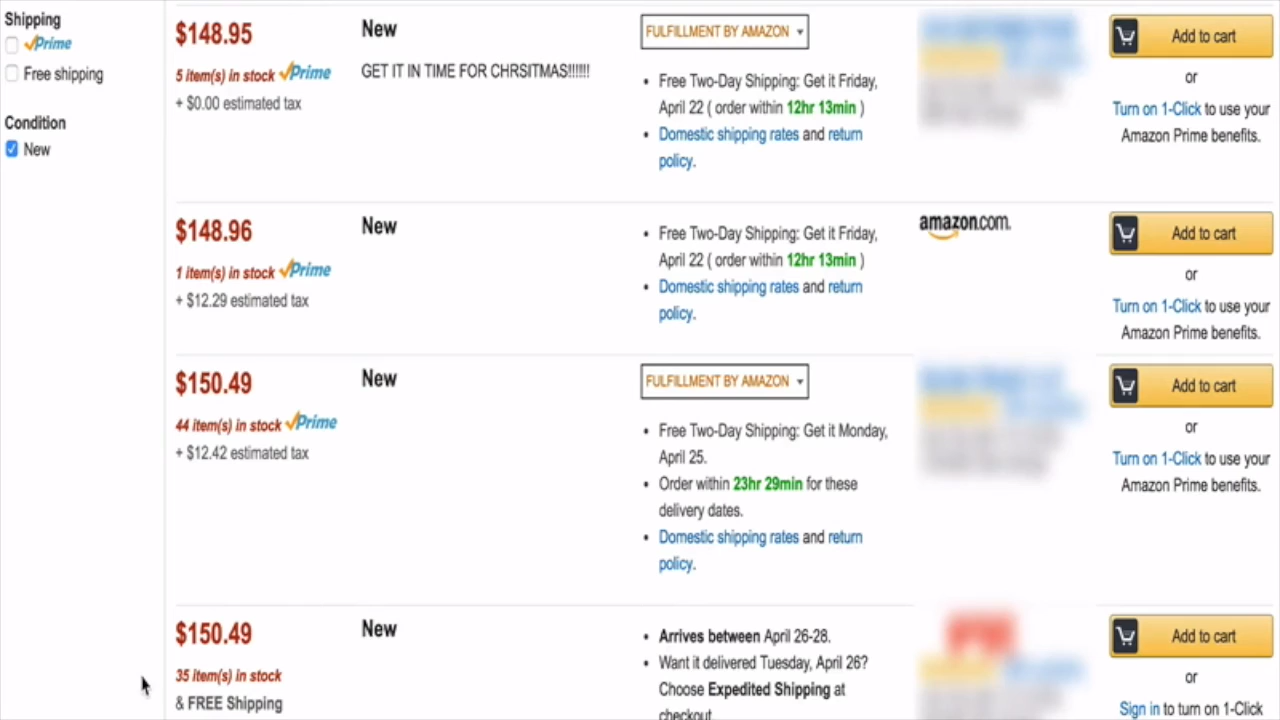 Shipping
Prime
Free shipping
Condition
New
$148.95
5 item(s) in stock Prime
+ $0.00 estimated tax
New
GET IT IN TIME FOR CHRSITMAS!!!!!!
FULFILLMENT BY AMAZON
• Free Two-Day Shipping: Get it Friday,
April 22 ( order within 12hr 13min )
• Domestic shipping rates and return
policy.
Add to cart
or
Turn on 1-Click to use your
Amazon Prime benefits.
$148.96
1 item(s) in stock Prime
+ $12.29 estimated tax
New
• Free Two-Day Shipping: Get it Friday,
April 22 ( order within 12hr 13min )
• Domestic shipping rates and return
policy.
amazon.com.
Add to cart
or
Turn on 1-Click to use your
Amazon Prime benefits.
$150.49
44 item(s) in stock Prime
+ $12.42 estimated tax
New
FULFILLMENT BY AMAZON
• Free Two-Day Shipping: Get it Monday,
April 25.
• Order within 23hr 29min for these
delivery dates.
• Domestic shipping rates and return
policy.
Add to cart
or
Turn on 1-Click to use your
Amazon Prime benefits.
$150.49
35 item(s) in stock
& FREE Shipping
New
• Arrives between April 26-28.
• Want it delivered Tuesday, April 26?
Choose Expedited Shipping at
checkout.
Add to cart
or
Sign in to turn on 1-Click